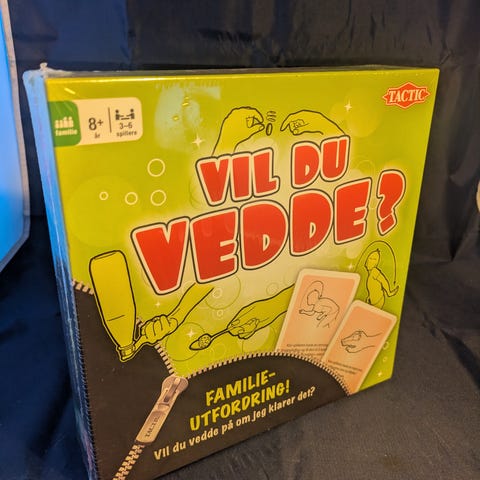 TACTIC
familie
8+
år
3-6
spillere
VIL DU
VEDDE?
FAMILIE-
UTFORDRING!
Vil du vedde på om jeg klarer det?
TACTIC